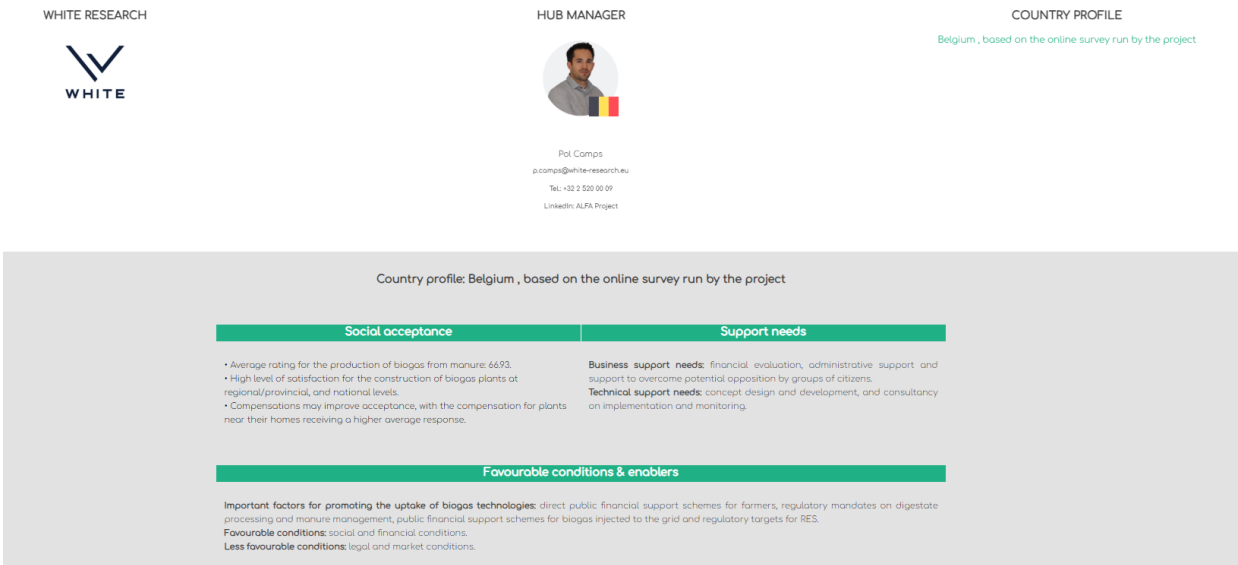 WHITE RESEARCH
HUB MANAGER
COUNTRY PROFILE
Belgium , based on the online survey run by the project
WHITE
Pol Camps
p.camps@white-research.eu
Tel.: +32 2 520 00 09
LinkedIn: ALFA Project
Country profile: Belgium , based on the online survey run by the project
Social acceptance
• Average rating for the production of biogas from manure: 66.93.
• High level of satisfaction for the construction of biogas plants at
regional/provincial, and national levels.
• Compensations may improve acceptance, with the compensation for plants
near their homes receiving a higher average response.
Support needs
Business support needs: financial evaluation, administrative support and
support to overcome potential opposition by groups of citizens.
Technical support needs: concept design and development, and consultancy
on implementation and monitoring.
Favourable conditions & enablers
Important factors for promoting the uptake of biogas technologies: direct public financial support schemes for farmers, regulatory mandates on digestate
processing and manure management, public financial support schemes for biogas injected to the grid and regulatory targets for RES.
Favourable conditions: social and financial conditions.
Less favourable conditions: legal and market conditions.